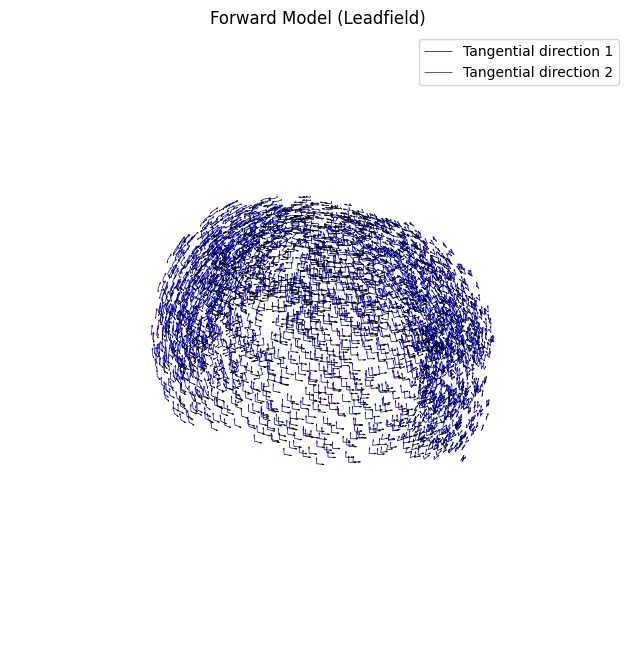 Forward Model (Leadfield)
Tangential direction 1
Tangential direction 2